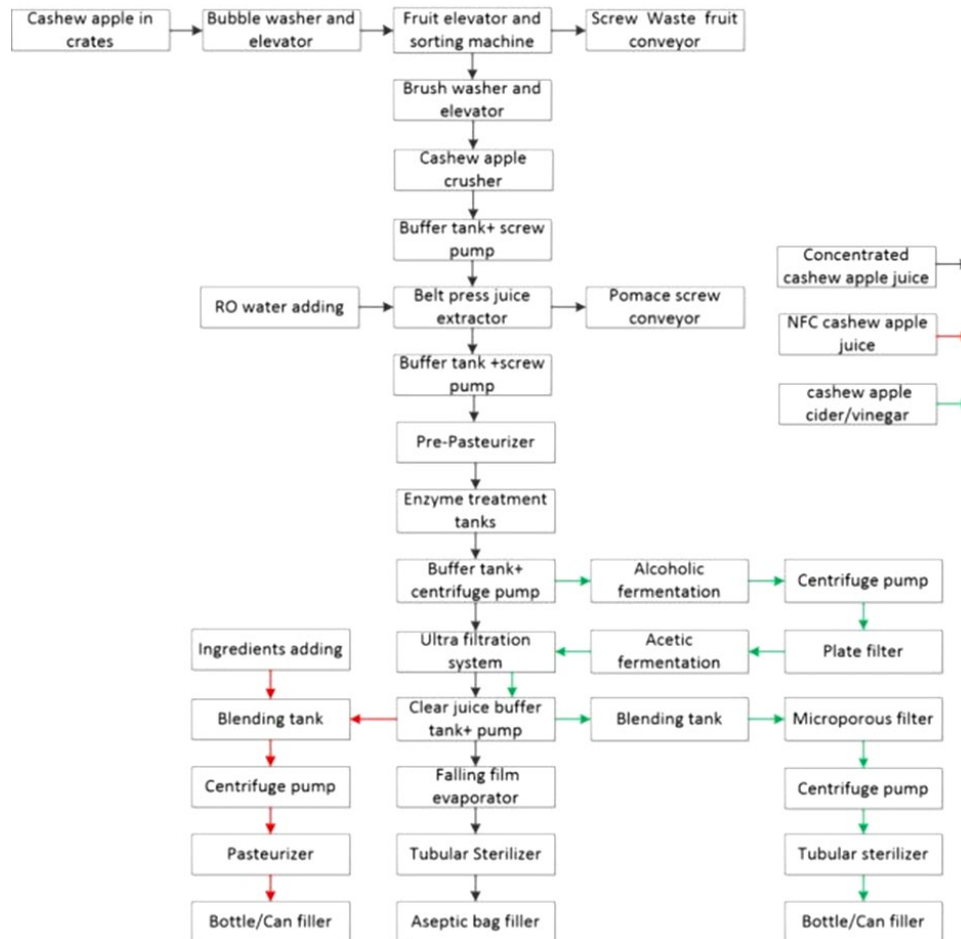 Cashew apple in
crates
Bubble washer and
elevator
Fruit elevator and
sorting machine
Screw Waste fruit
conveyor
Brush washer and
elevator
Cashew apple
crusher
Buffer tank+ screw
pump
RO water adding
Belt press juice
extractor
Pomace screw
conveyor
Concentrated
cashew apple juice
NFC cashew apple
juice
cashew apple
cider/vinegar
Buffer tank +screw
pump
Pre-Pasteurizer
Enzyme treatment
tanks
Buffer tank+
centrifuge pump
Alcoholic
fermentation
Centrifuge pump
Ingredients adding
Ultra filtration
system
Acetic
fermentation
Plate filter
Blending tank
Clear juice buffer
tank+ pump
Blending tank
Microporous filter
Centrifuge pump
Falling film
evaporator
Centrifuge pump
Pasteurizer
Tubular Sterilizer
Tubular sterilizer
Bottle/Can filler
Aseptic bag filler
Bottle/Can filler